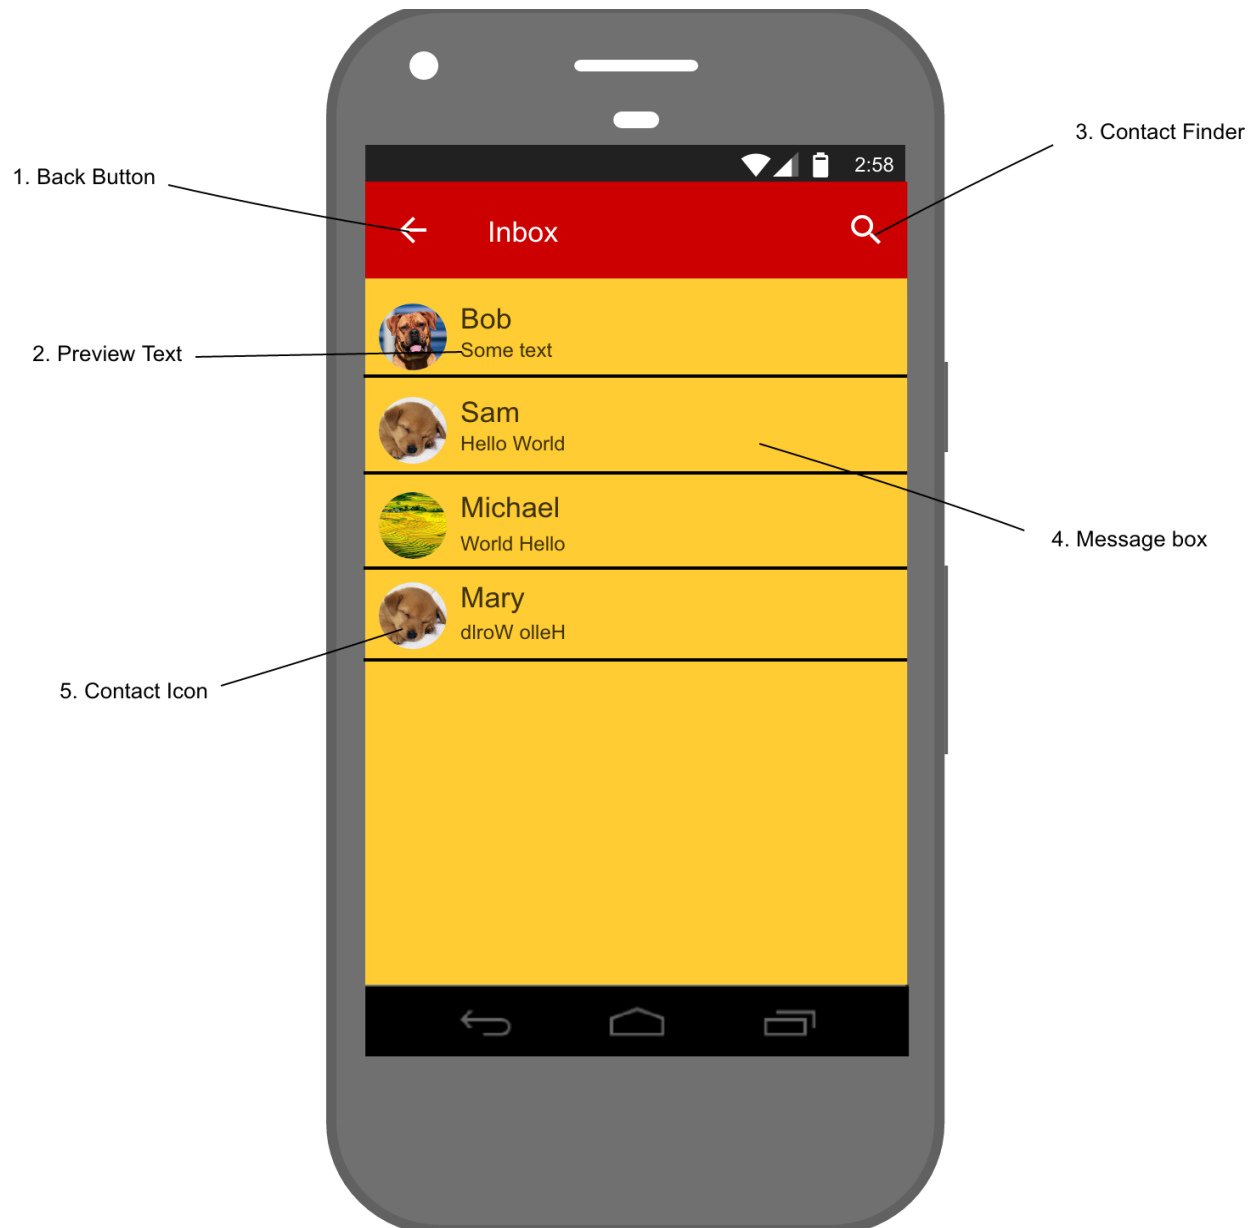 3. Contact Finder
2:58
1. Back Button
Inbox
Bob
2. Preview Text
Some text
Sam
Hello World
Michael
4. Message box
World Hello
Mary
dlroW olleH
5. Contact Icon